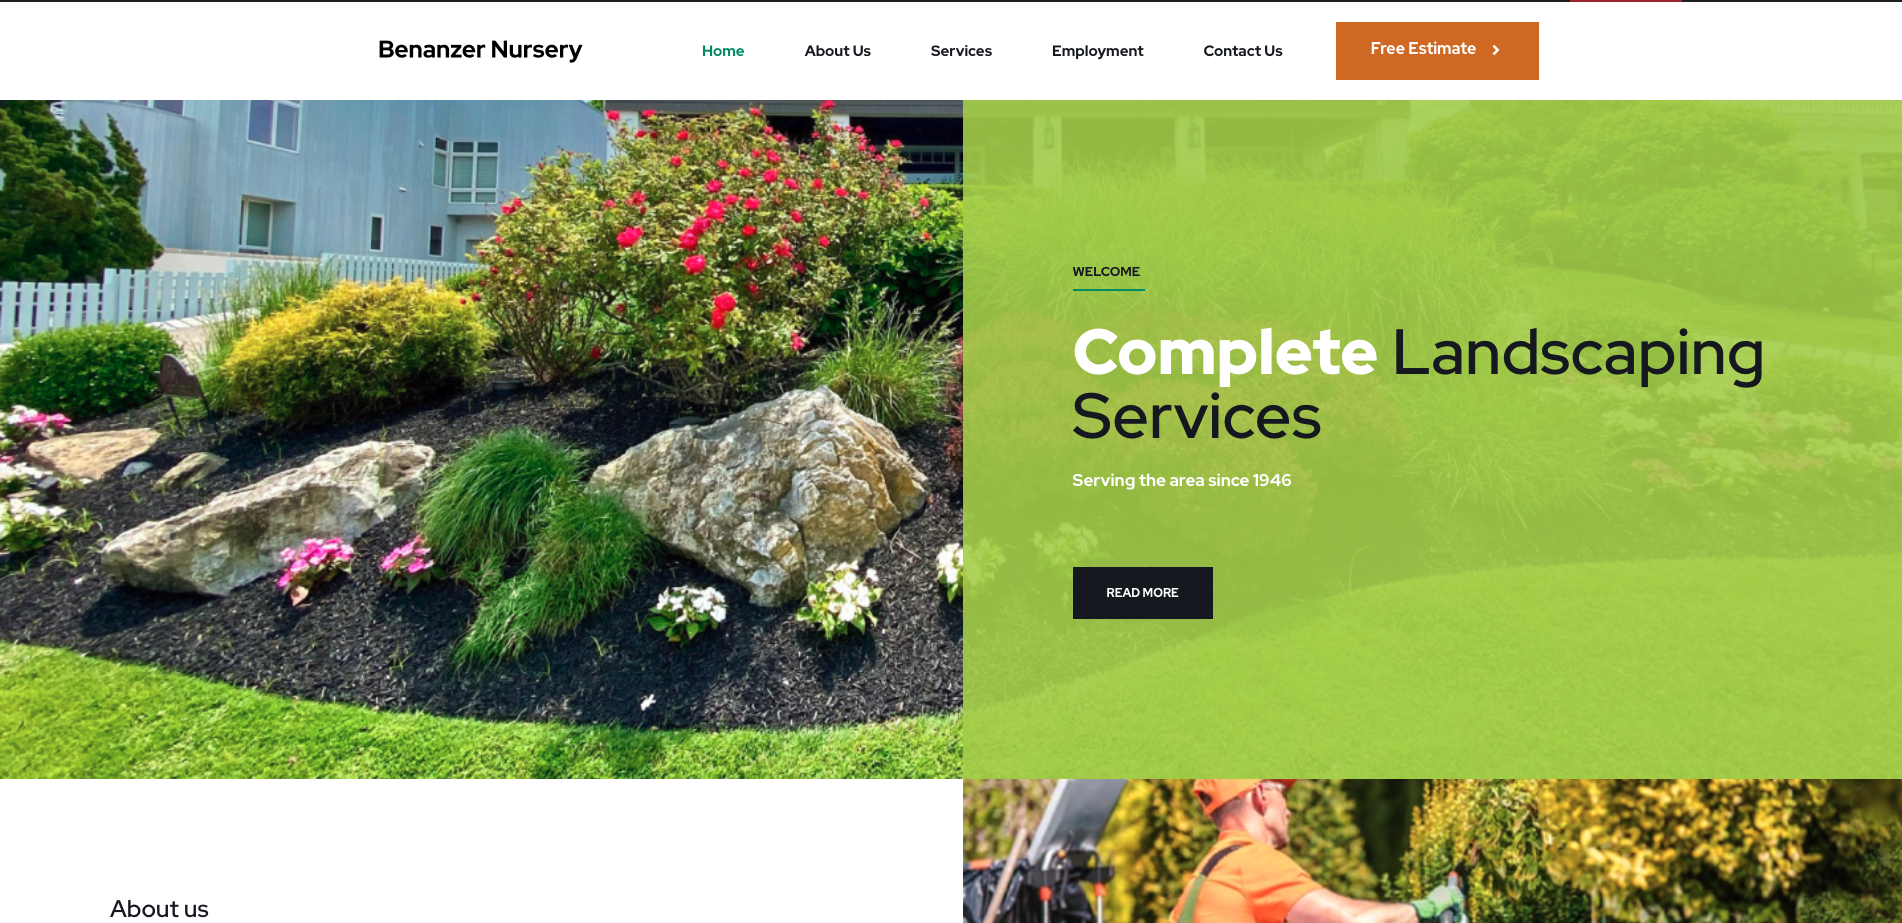 Benanzer Nursery
Home
About Us
Services
Employment
Contact Us
Free Estimate
WELCOME
Complete Landscaping
Services
Serving the area since 1946
READ MORE
About us